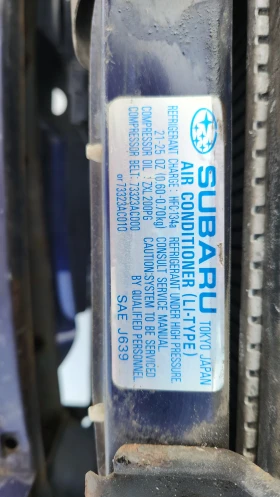 SUBARU TOKYO JAPAN
AIR CONDITIONER (LI-TYPE)
REFRIGERANT CHARGE: HFC134a
21-25 OZ (0.60-0.70kg)
COMPRESSOR OIL: ZXL200PG
COMPRESSOR BELT: 73323AC000
or 73323AC010
REFRIGERANT UNDER HIGH PRESSURE.
CONSULT SERVICE MANUAL
CAUTION:SYSTEM TO BE SERVICED
BY QUALIFIED PERSONNEL
SAE J639